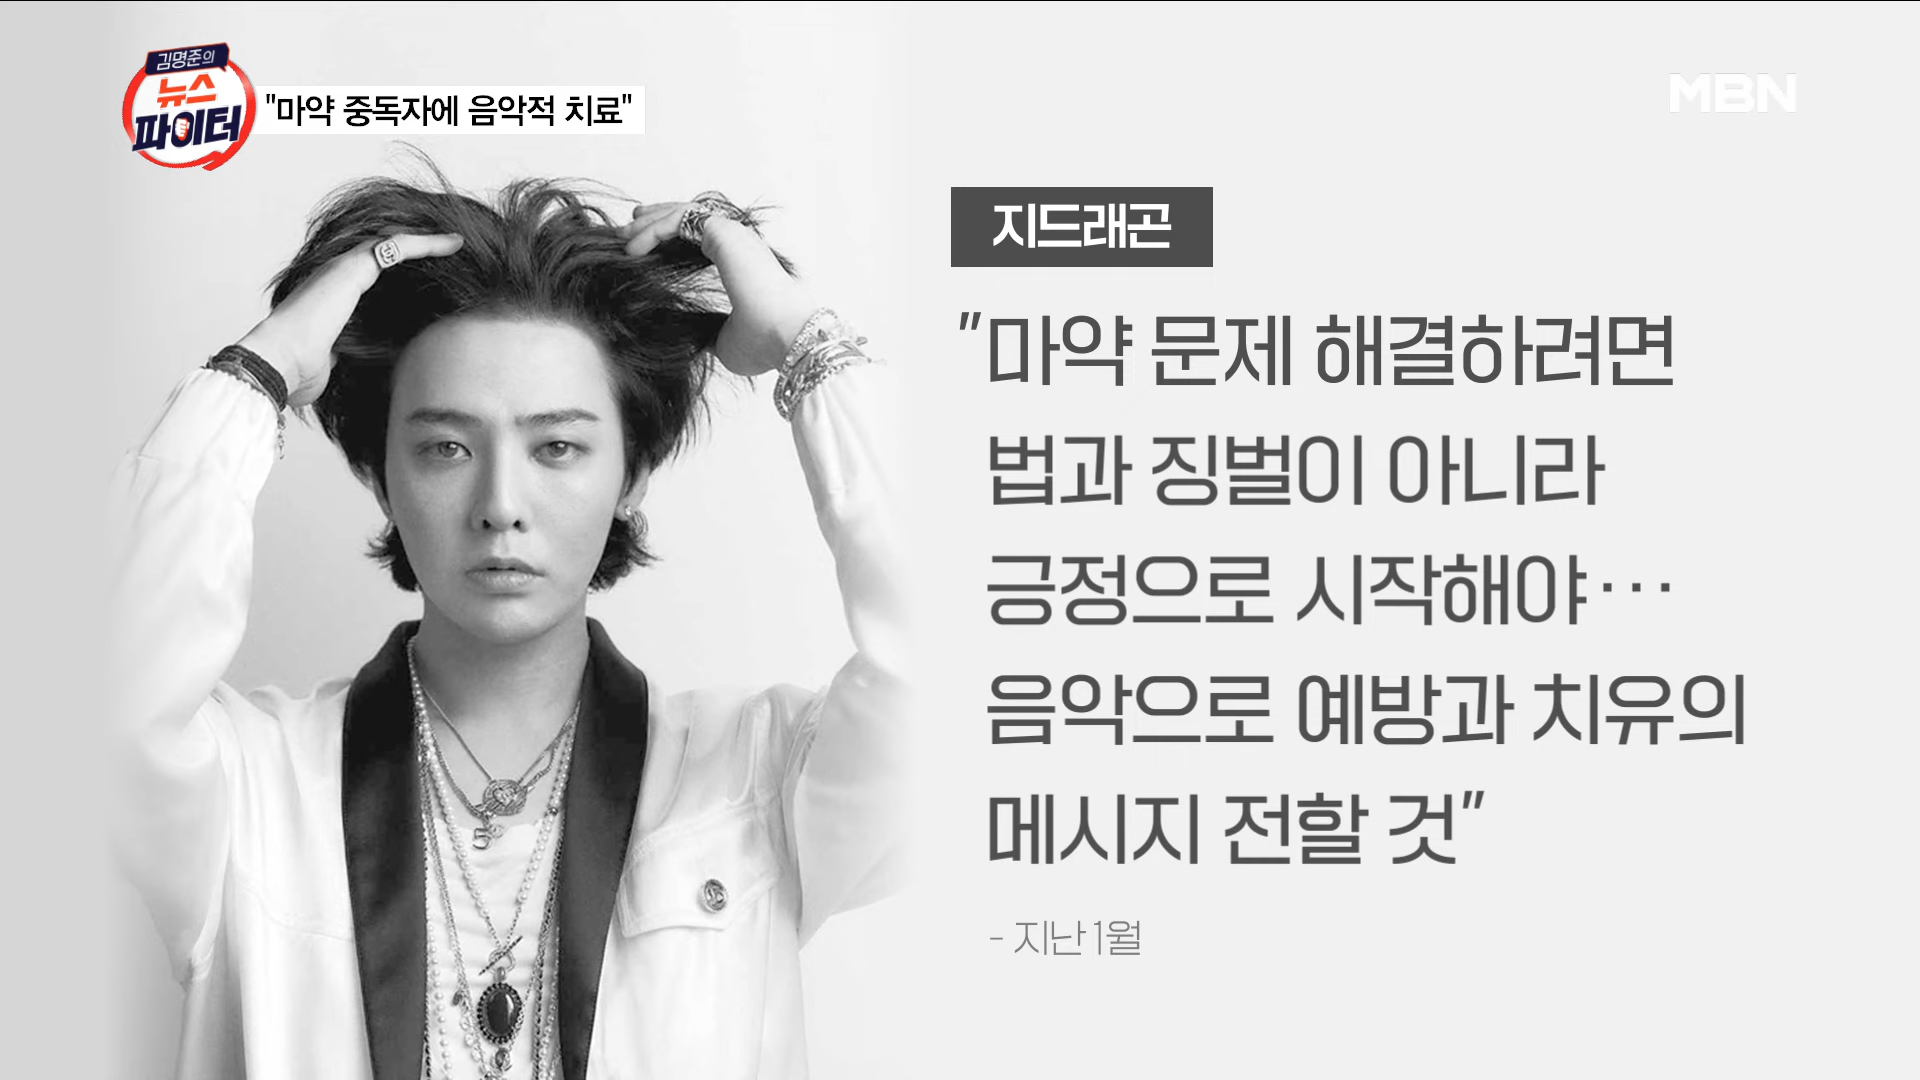 김명준의
뉴스
파이터
"마약 중독자에 음악적 치료"
MBN
지드래곤
"마약 문제 해결하려면
법과 징벌이 아니라
긍정으로 시작해야…
음악으로 예방과 치유의
메시지 전할 것"
- 지난 1월